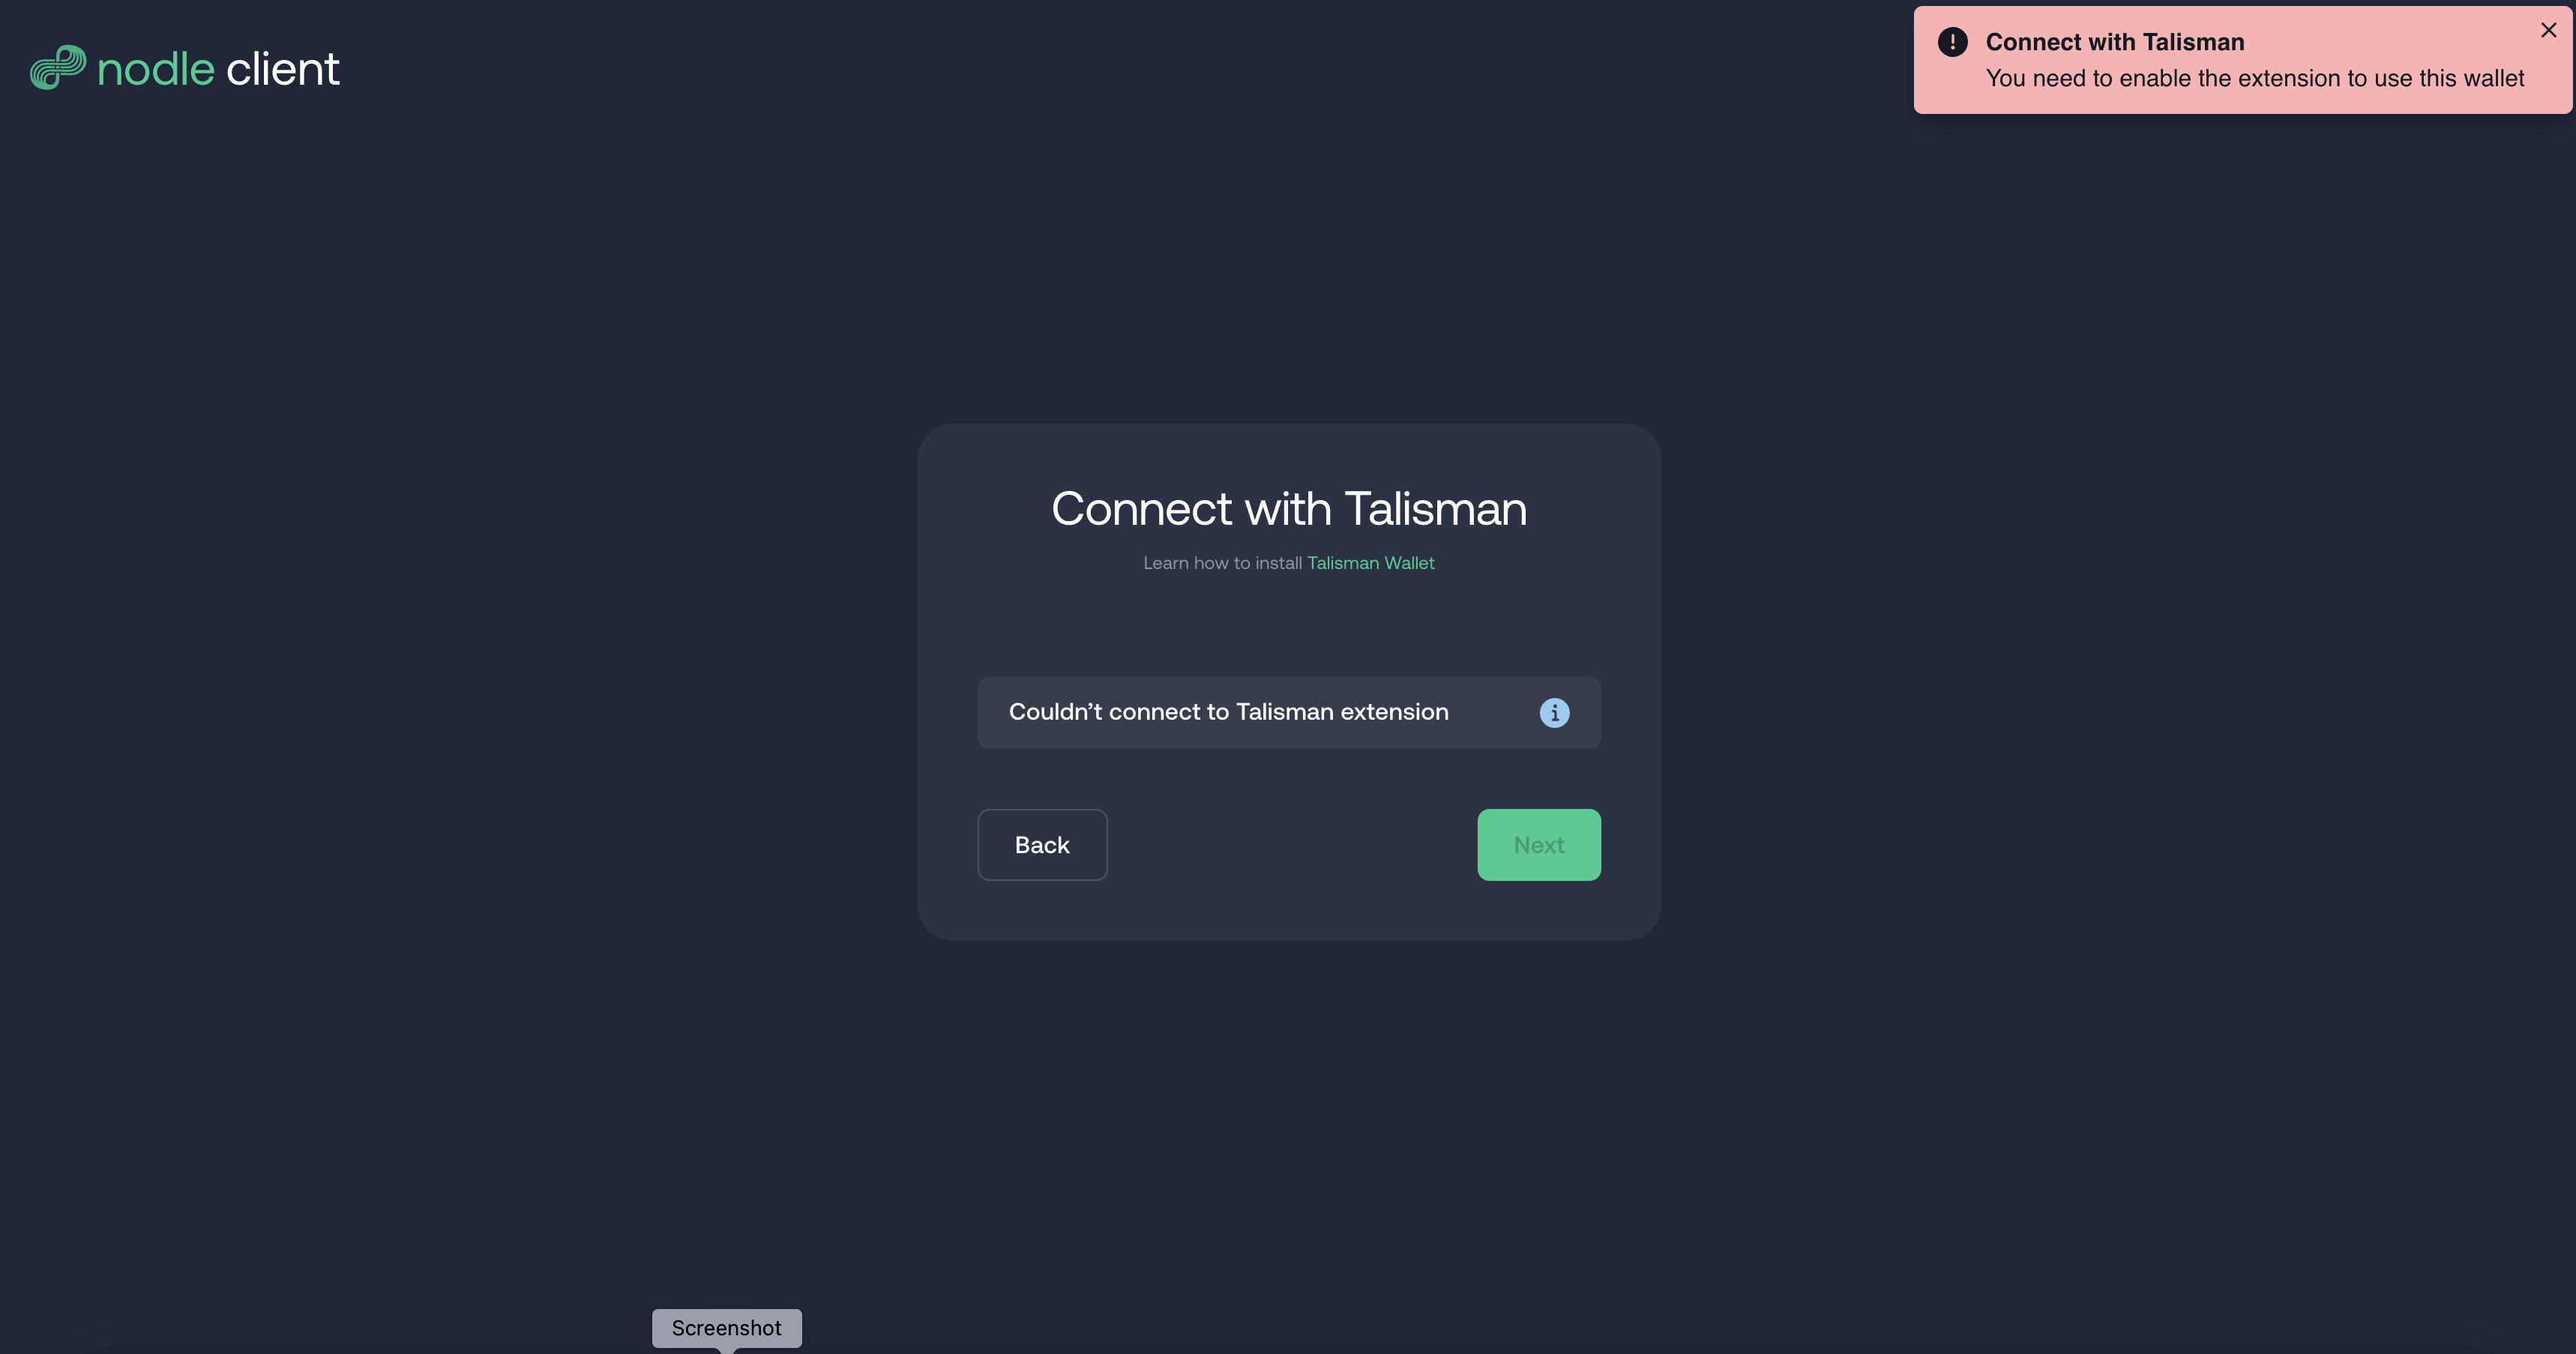 nodle client
Connect with Talisman
You need to enable the extension to use this wallet
Connect with Talisman
Learn how to install Talisman Wallet
Couldn’t connect to Talisman extension
Back
Next
Screenshot